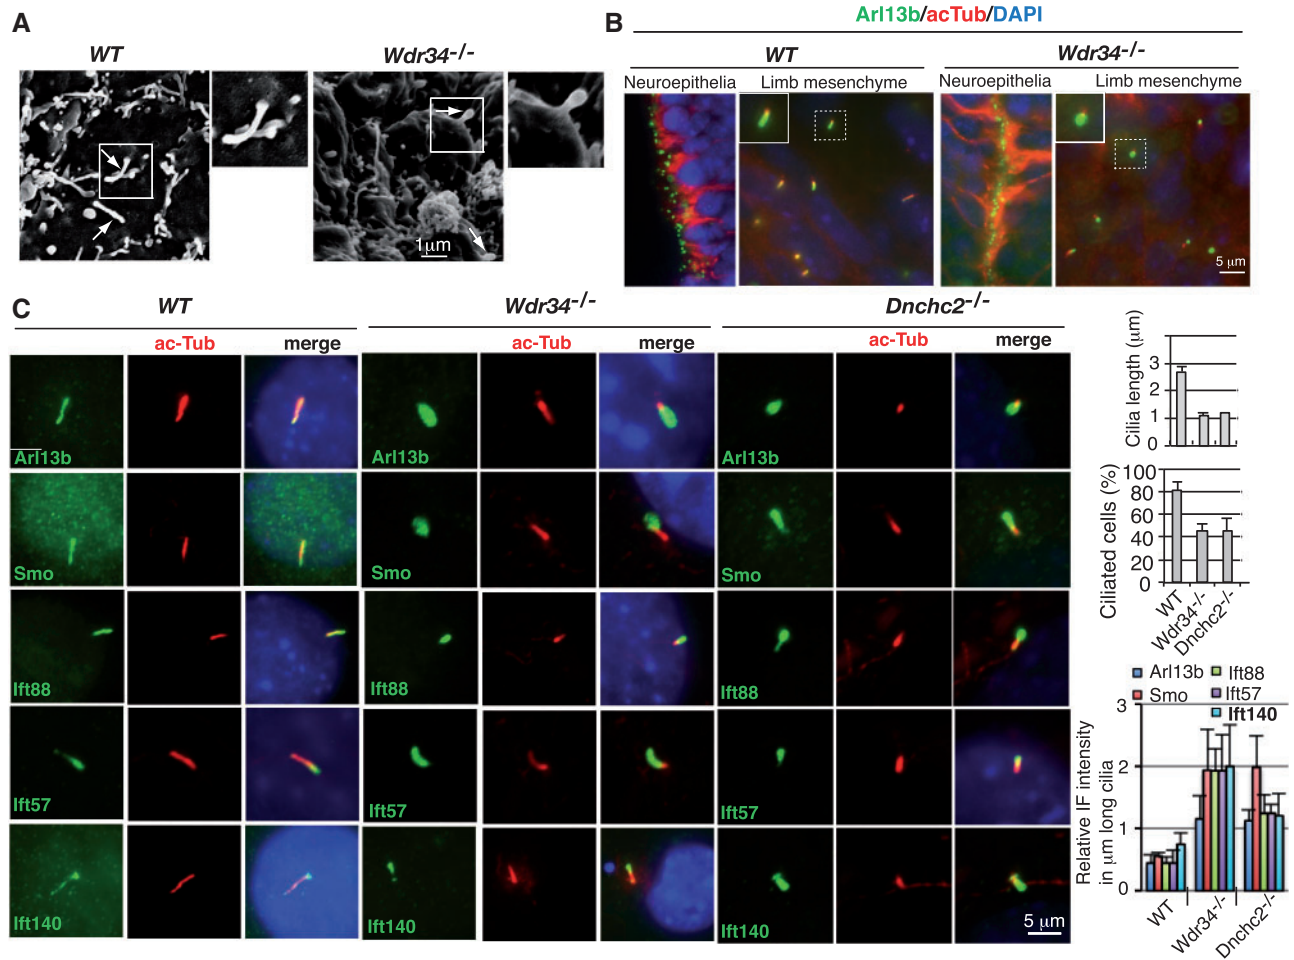 A
WT
Wdr34-/-
1μm
B
Arl13b/acTub/DAPI
WT
Wdr34-/-
Neuroepithelia
Limb mesenchyme
Neuroepithelia
Limb mesenchyme
5 μm
C
WT
Wdr34-/-
Dnchc2-/-
ac-Tub
merge
ac-Tub
merge
ac-Tub
merge
Arl13b
Arl13b
Arl13b
Smo
Smo
Smo
Ift88
Ift88
Ift88
Ift57
Ift57
Ift57
Ift140
Ift140
Ift140
5 μm
Cilia length (μm)
3
2
1
0
Ciliated cells (%)
100
80
60
40
20
0
WT
Wdr34-/-
Dnchc2-/-
Arl13b
Ift88
Smo
Ift57
Ift140
Relative IF intensity
in μm long cilia
3
2
1
0
WT
Wdr34-/-
Dnchc2-/-